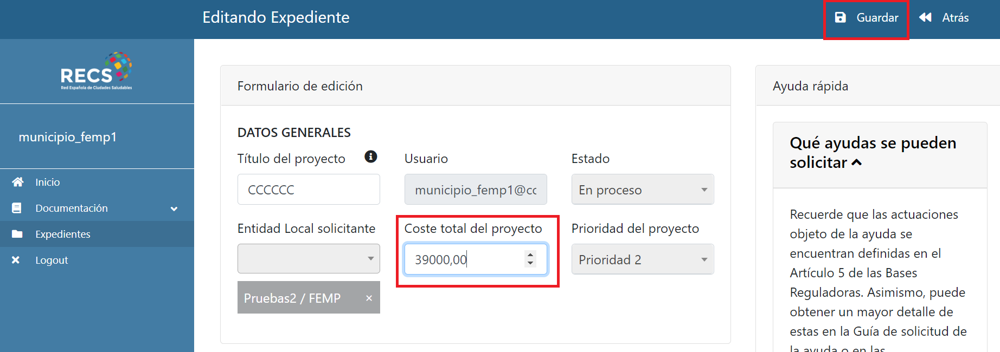 Editando Expediente
Guardar
Atrás
RECS
Red Española de Ciudades Saludables
municipio_femp1
Inicio
Documentación
Expedientes
Logout
Formulario de edición
DATOS GENERALES
Título del proyecto
Usuario
Estado
CCCCCC
municipio_femp1@cc
En proceso
Entidad Local solicitante
Coste total del proyecto
Prioridad del proyecto
39000,00
Prioridad 2
Pruebas2 / FEMP ×
Ayuda rápida
Qué ayudas se pueden
solicitar
Recuerde que las actuaciones
objeto de la ayuda se
encuentran definidas en el
Artículo 5 de las Bases
Reguladoras. Asimismo, puede
obtener un mayor detalle de
estas en la Guía de solicitud de
la ayuda o en las